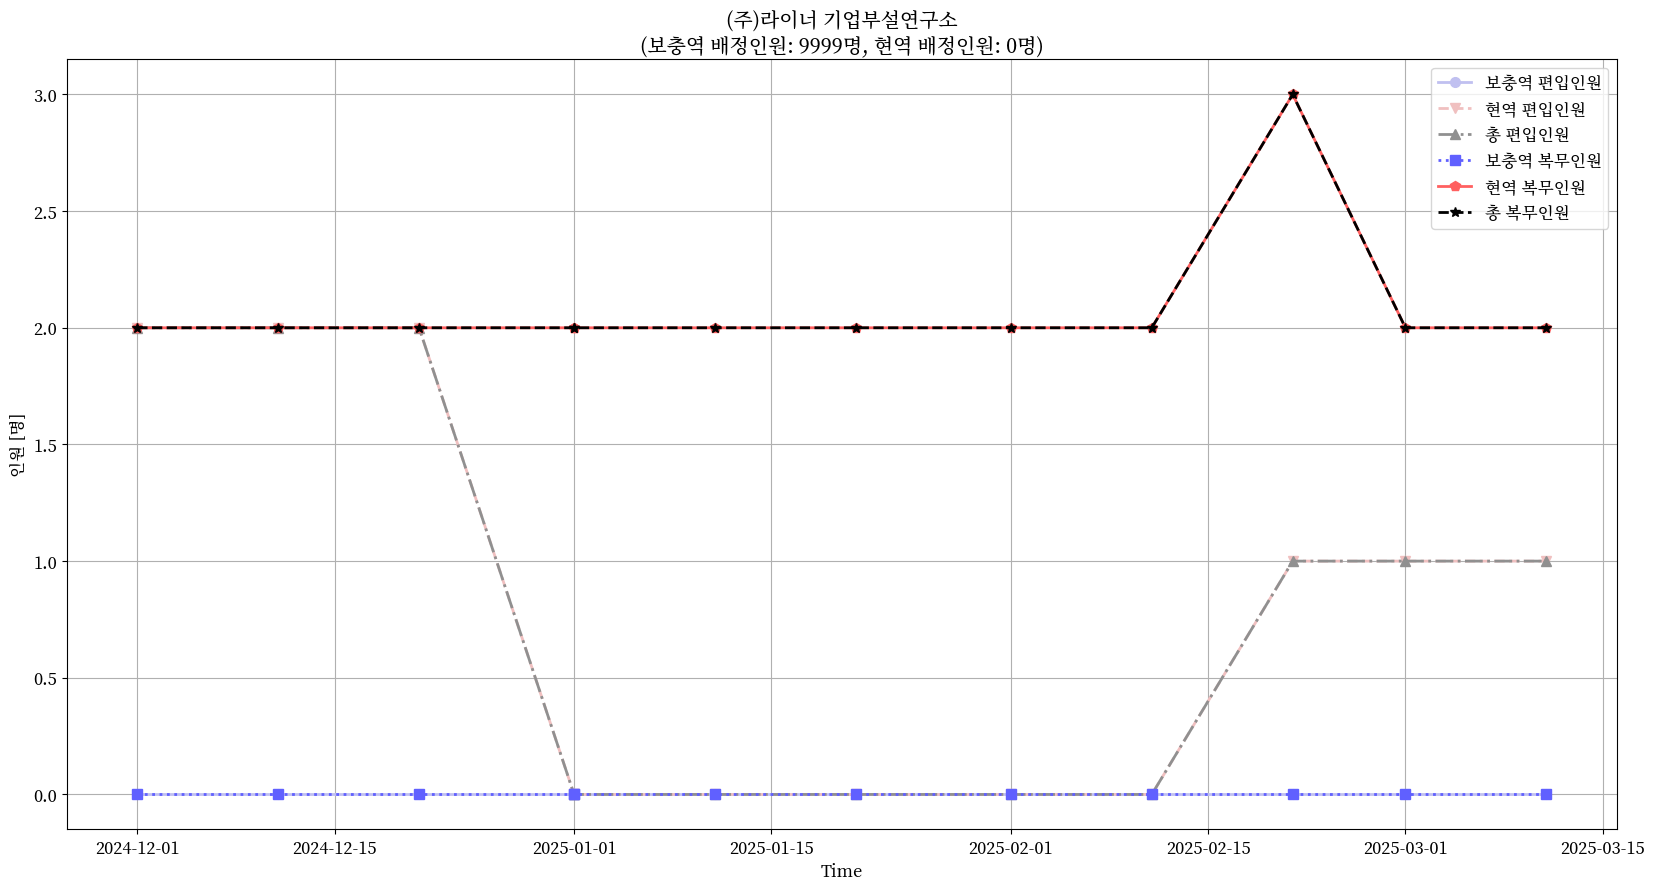 (주)라이너 기업부설연구소
(보충역 배정인원: 9999명, 현역 배정인원: 0명)
보충역 편입인원
현역 편입인원
총 편입인원
보충역 복무인원
현역 복무인원
총 복무인원
인원 [명]
3.0
2.5
2.0
1.5
1.0
0.5
0.0
2024-12-01
2024-12-15
2025-01-01
2025-01-15
2025-02-01
2025-02-15
2025-03-01
2025-03-15
Time